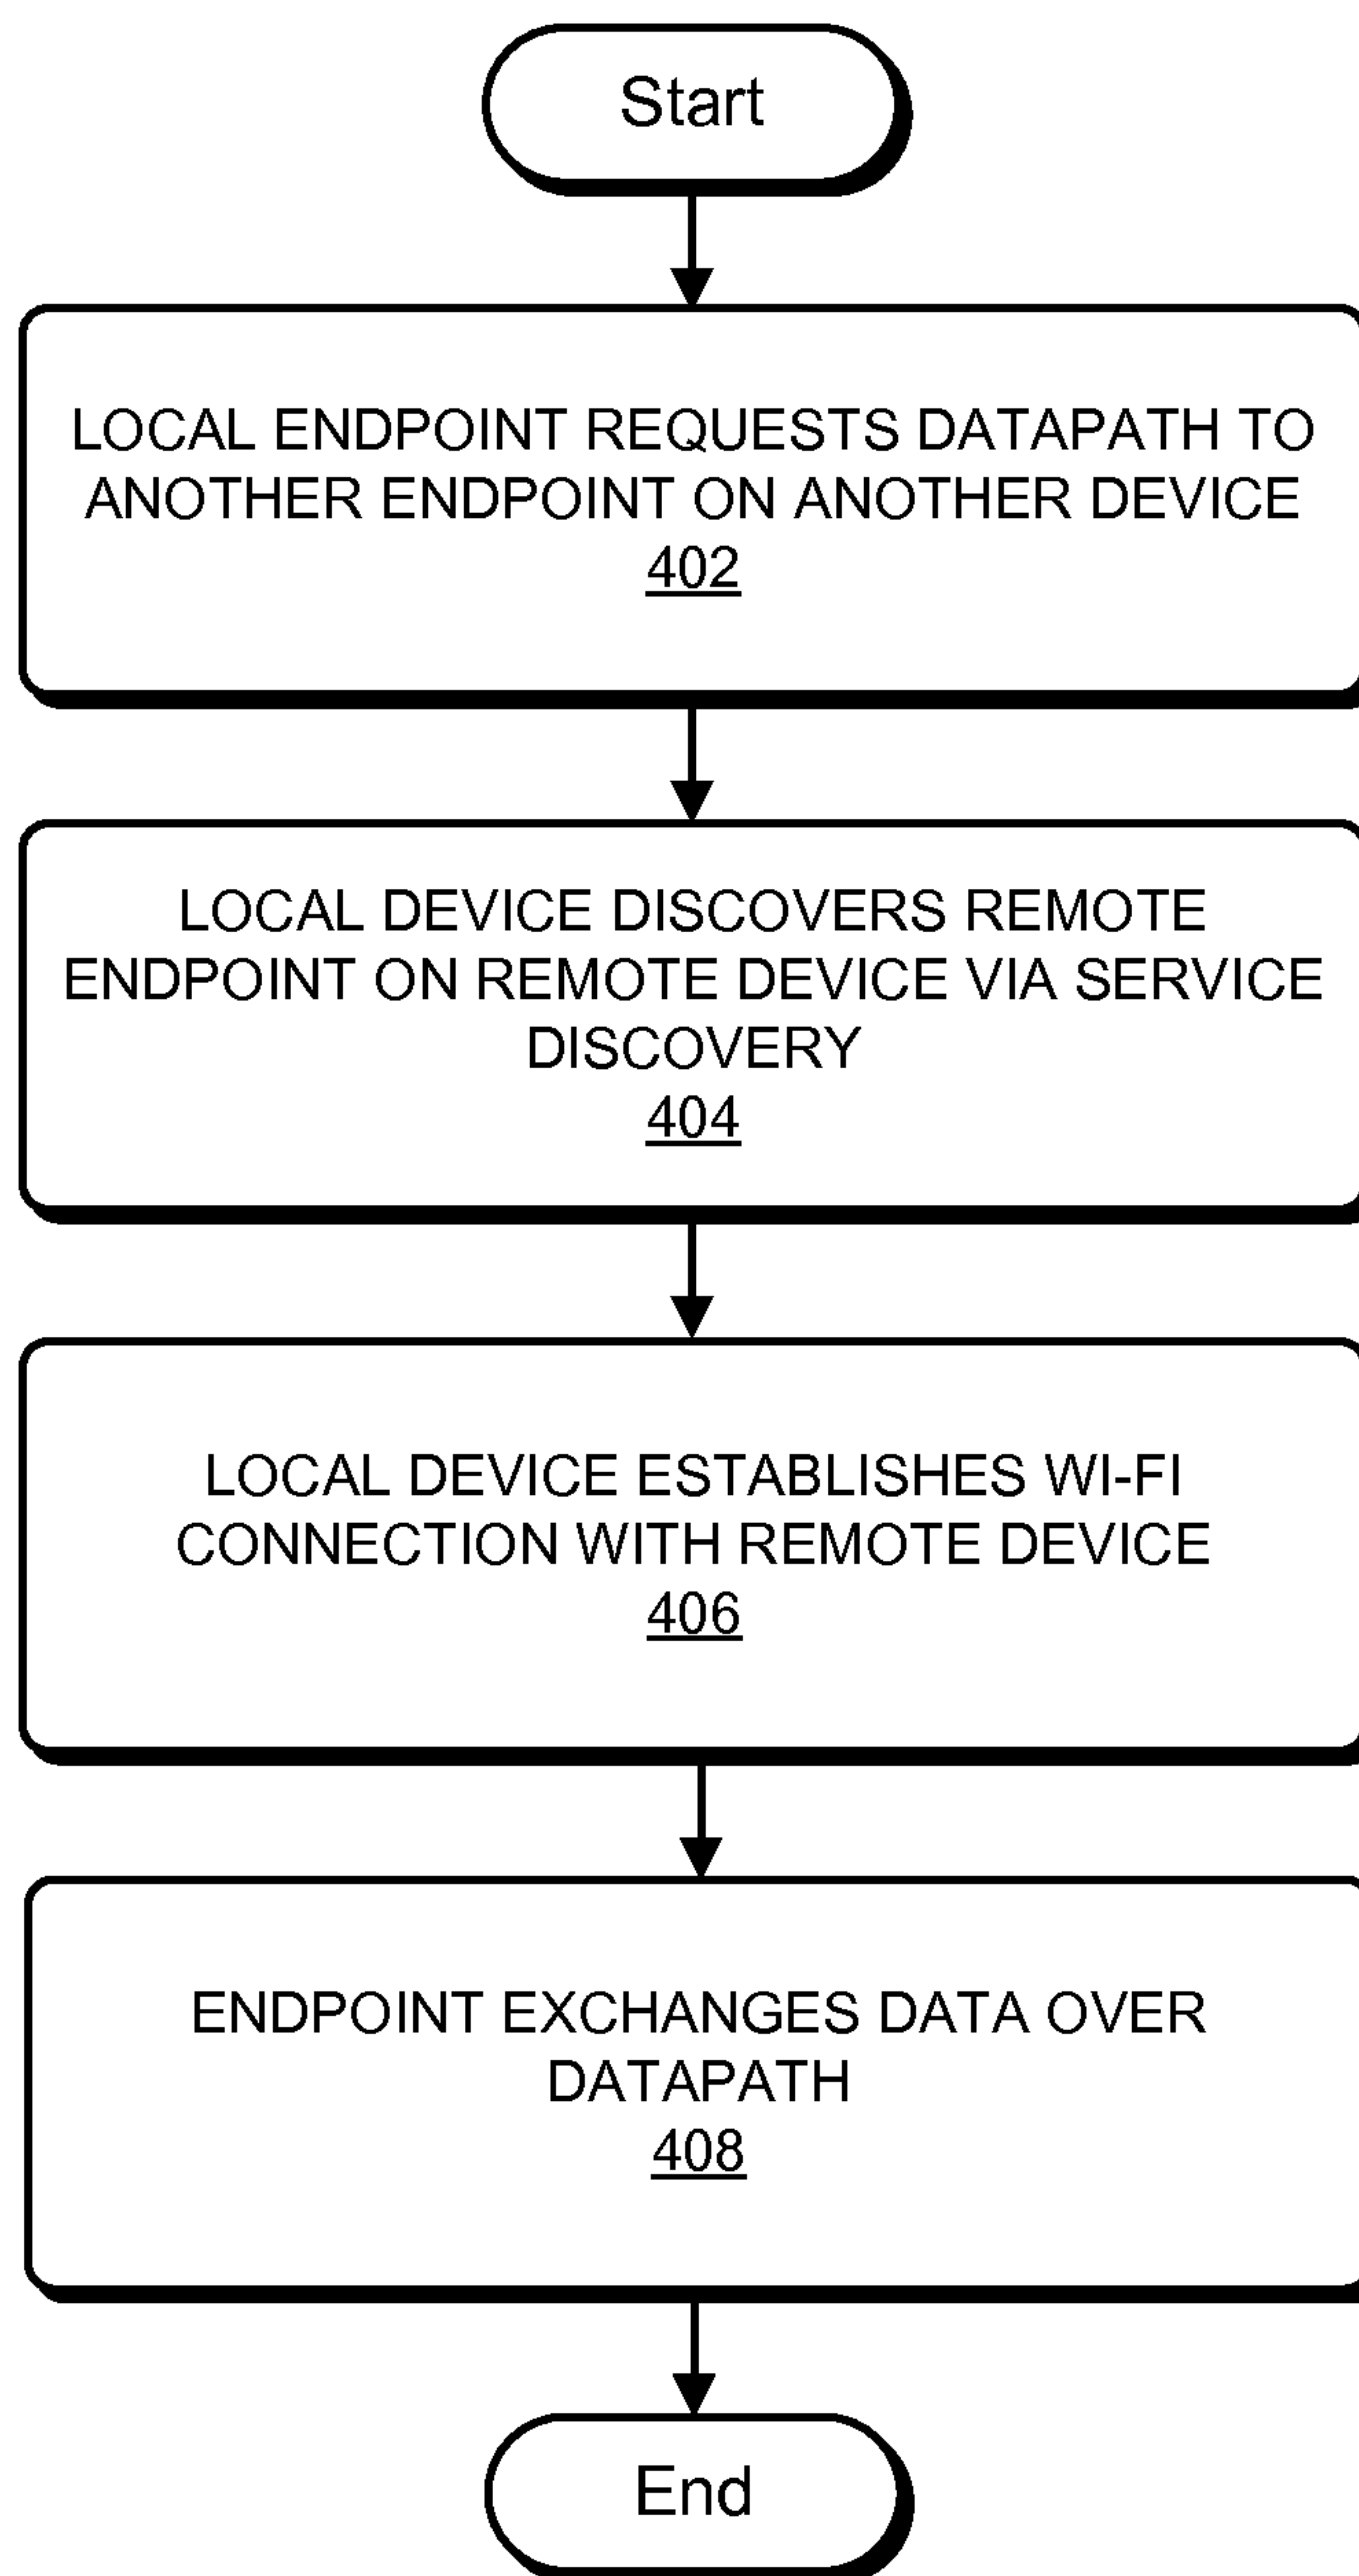 Start
LOCAL ENDPOINT REQUESTS DATAPATH TO
ANOTHER ENDPOINT ON ANOTHER DEVICE
402
LOCAL DEVICE DISCOVERS REMOTE
ENDPOINT ON REMOTE DEVICE VIA SERVICE
DISCOVERY
404
LOCAL DEVICE ESTABLISHES WI-FI
CONNECTION WITH REMOTE DEVICE
406
ENDPOINT EXCHANGES DATA OVER
DATAPATH
408
End